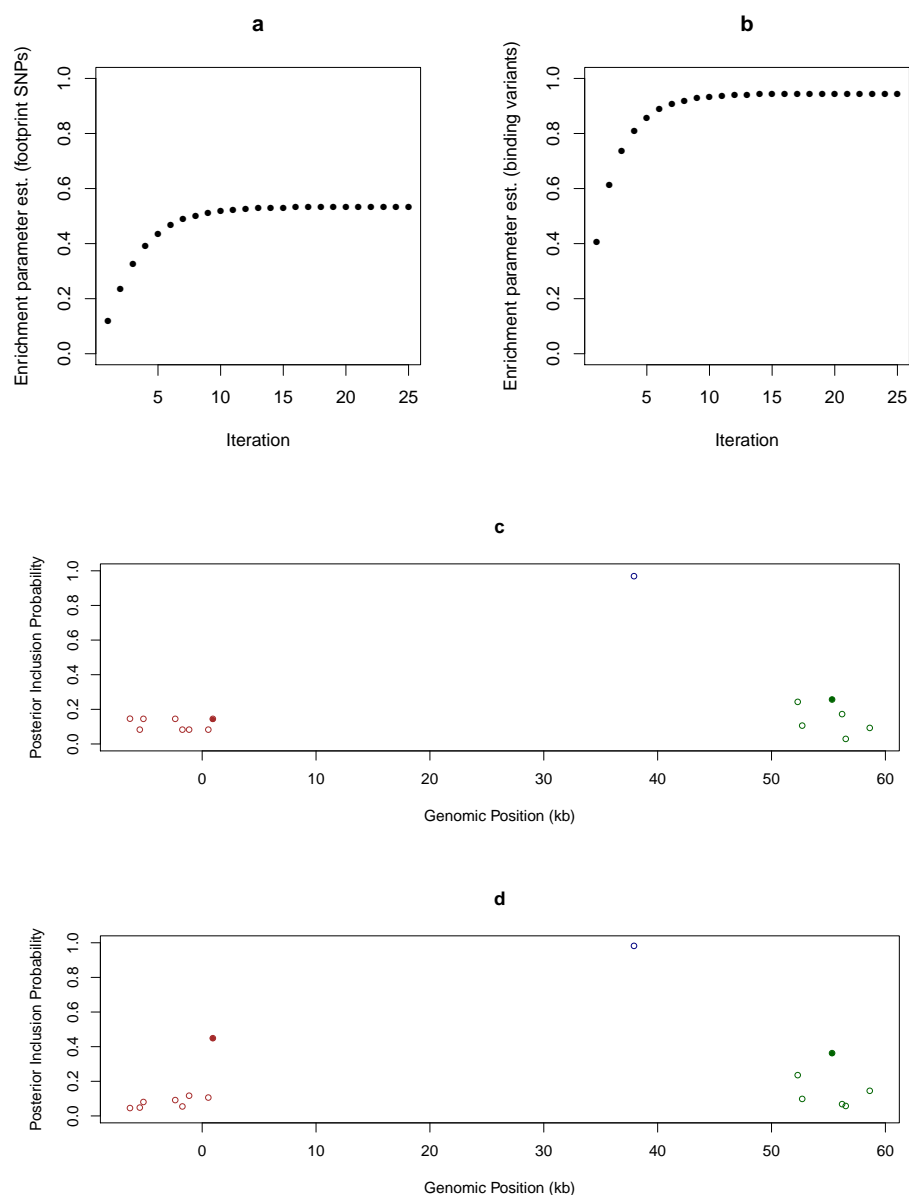 a
Enrichment parameter est. (footprint SNPs)
1.0
0.8
0.6
0.4
0.2
0.0
5 10 15 20 25
Iteration
b
Enrichment parameter est. (binding variants)
1.0
0.8
0.6
0.4
0.2
0.0
5 10 15 20 25
Iteration
c
Posterior Inclusion Probability
1.0
0.8
0.6
0.4
0.2
0.0
0 10 20 30 40 50 60
Genomic Position (kb)
d
Posterior Inclusion Probability
1.0
0.8
0.6
0.4
0.2
0.0
0 10 20 30 40 50 60
Genomic Position (kb)